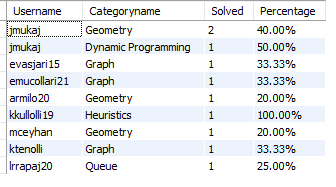 Username Categoryname Solved Percentage
jmukaj Geometry 2 40.00%
jmukaj Dynamic Programming 1 50.00%
evasjari15 Graph 1 33.33%
emucollari21 Graph 1 33.33%
armilo20 Geometry 1 20.00%
kkullolli19 Heuristics 1 100.00%
mceyhan Geometry 1 20.00%
ktenolli Graph 1 33.33%
lrrapaj20 Queue 1 25.00%